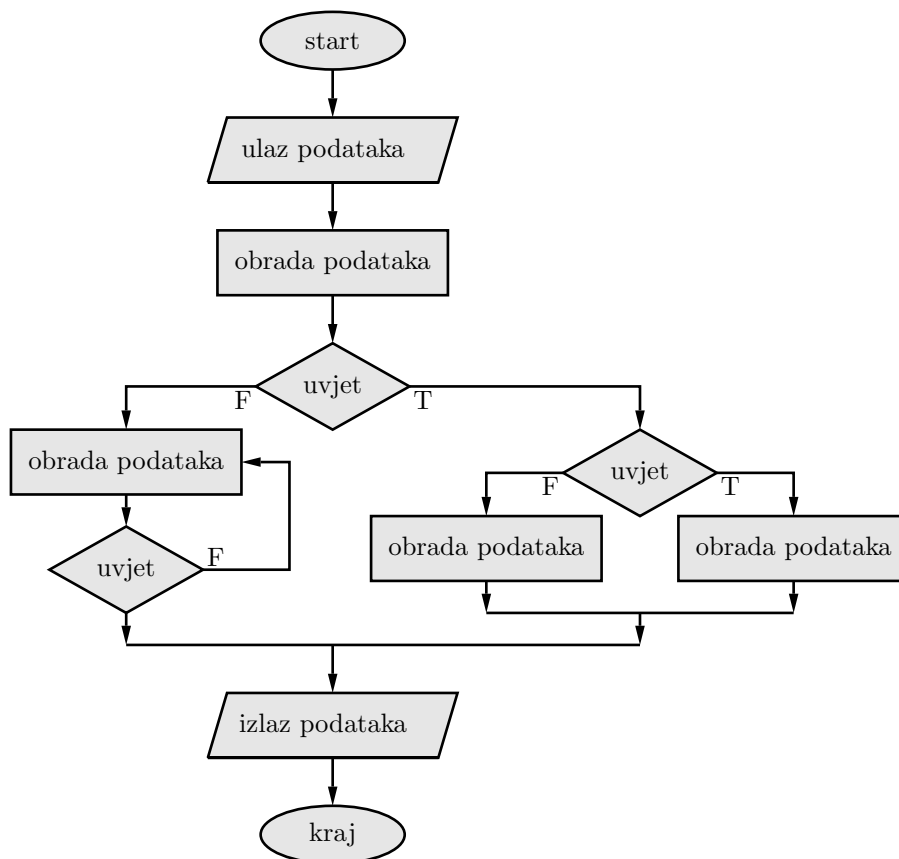 start
ulaz podataka
obrada podataka
uvjet
F
T
obrada podataka
uvjet
F
T
uvjet
F
obrada podataka
obrada podataka
izlaz podataka
kraj